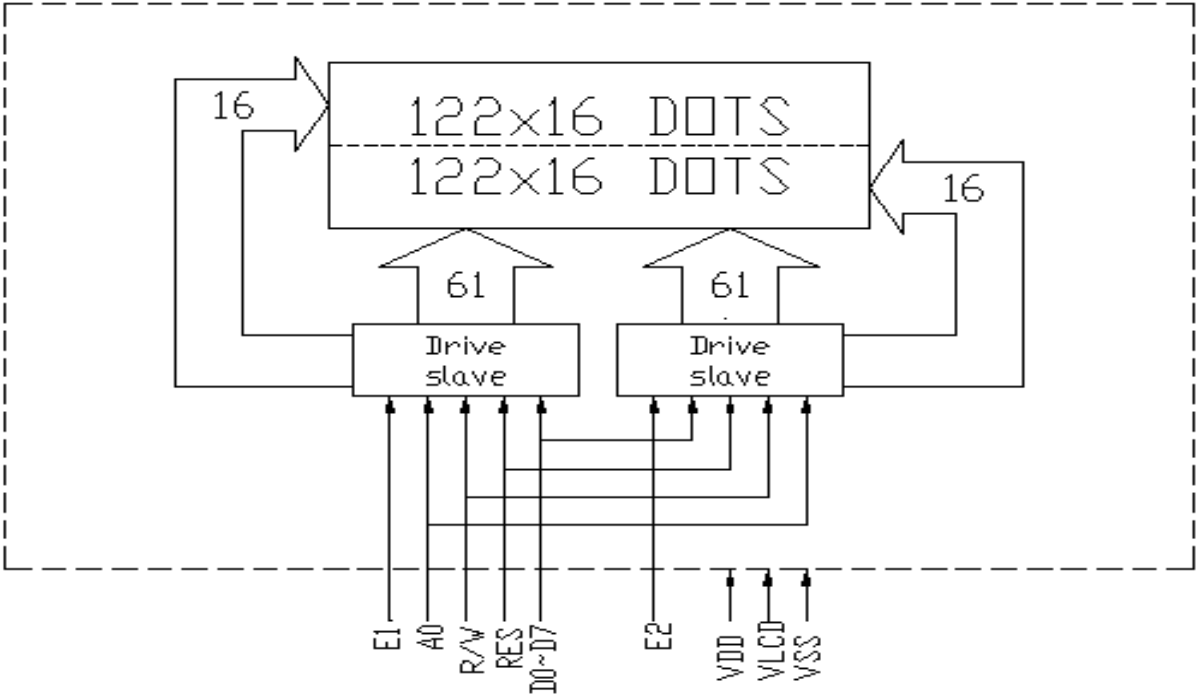 16
122x16 DOTS
122x16 DOTS
16
61
61
Drive
slave
Drive
slave
E1
A0
R/W
RES
D0~D7
E2
VDD
VLCD
VSS